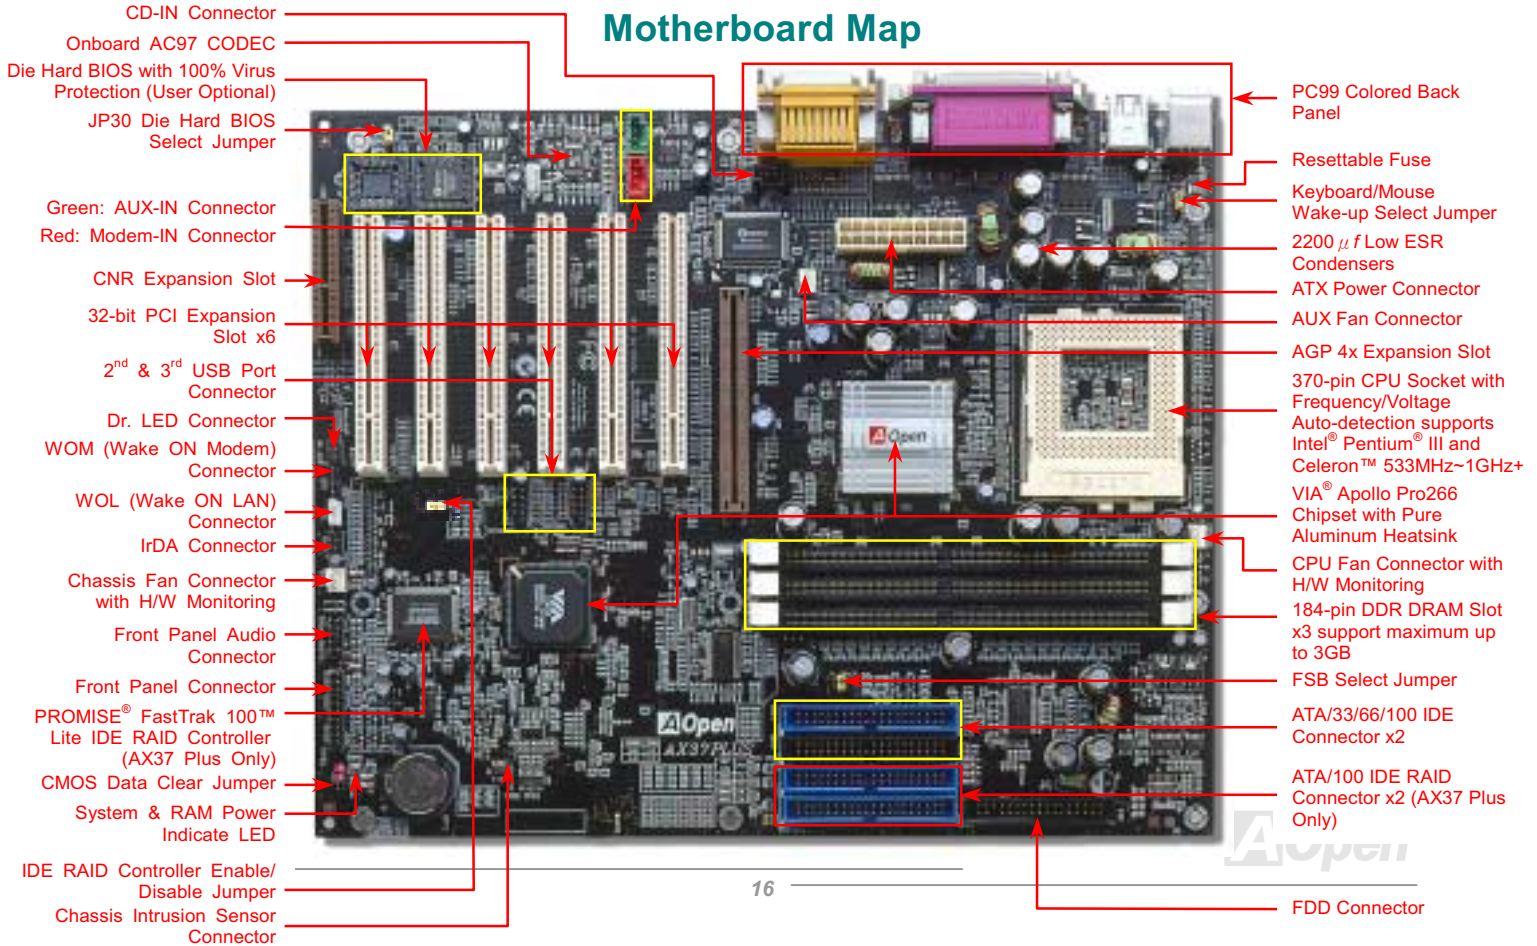 Motherboard Map
CD-IN Connector
Onboard AC97 CODEC
Die Hard BIOS with 100% Virus
Protection (User Optional)
JP30 Die Hard BIOS
Select Jumper
Green: AUX-IN Connector
Red: Modem-IN Connector
CNR Expansion Slot
32-bit PCI Expansion
Slot x6
2nd & 3rd USB Port
Connector
Dr. LED Connector
WOM (Wake ON Modem)
Connector
WOL (Wake ON LAN)
Connector
IrDA Connector
Chassis Fan Connector
with H/W Monitoring
Front Panel Audio
Connector
Front Panel Connector
PROMISE® FastTrak 100™
Lite IDE RAID Controller
(AX37 Plus Only)
CMOS Data Clear Jumper
System & RAM Power
Indicate LED
IDE RAID Controller Enable/
Disable Jumper
Chassis Intrusion Sensor
Connector
PC99 Colored Back
Panel
Resettable Fuse
Keyboard/Mouse
Wake-up Select Jumper
2200 μf Low ESR
Condensers
ATX Power Connector
AUX Fan Connector
AGP 4x Expansion Slot
370-pin CPU Socket with
Frequency/Voltage
Auto-detection supports
Intel® Pentium® III and
Celeron™ 533MHz~1GHz+
VIA® Apollo Pro266
Chipset with Pure
Aluminum Heatsink
CPU Fan Connector with
H/W Monitoring
184-pin DDR DRAM Slot
x3 support maximum up
to 3GB
FSB Select Jumper
ATA/33/66/100 IDE
Connector x2
ATA/100 IDE RAID
Connector x2 (AX37 Plus
Only)
FDD Connector
AOpen
VIA
AOpen
AX37 PLUS
AOpen
16